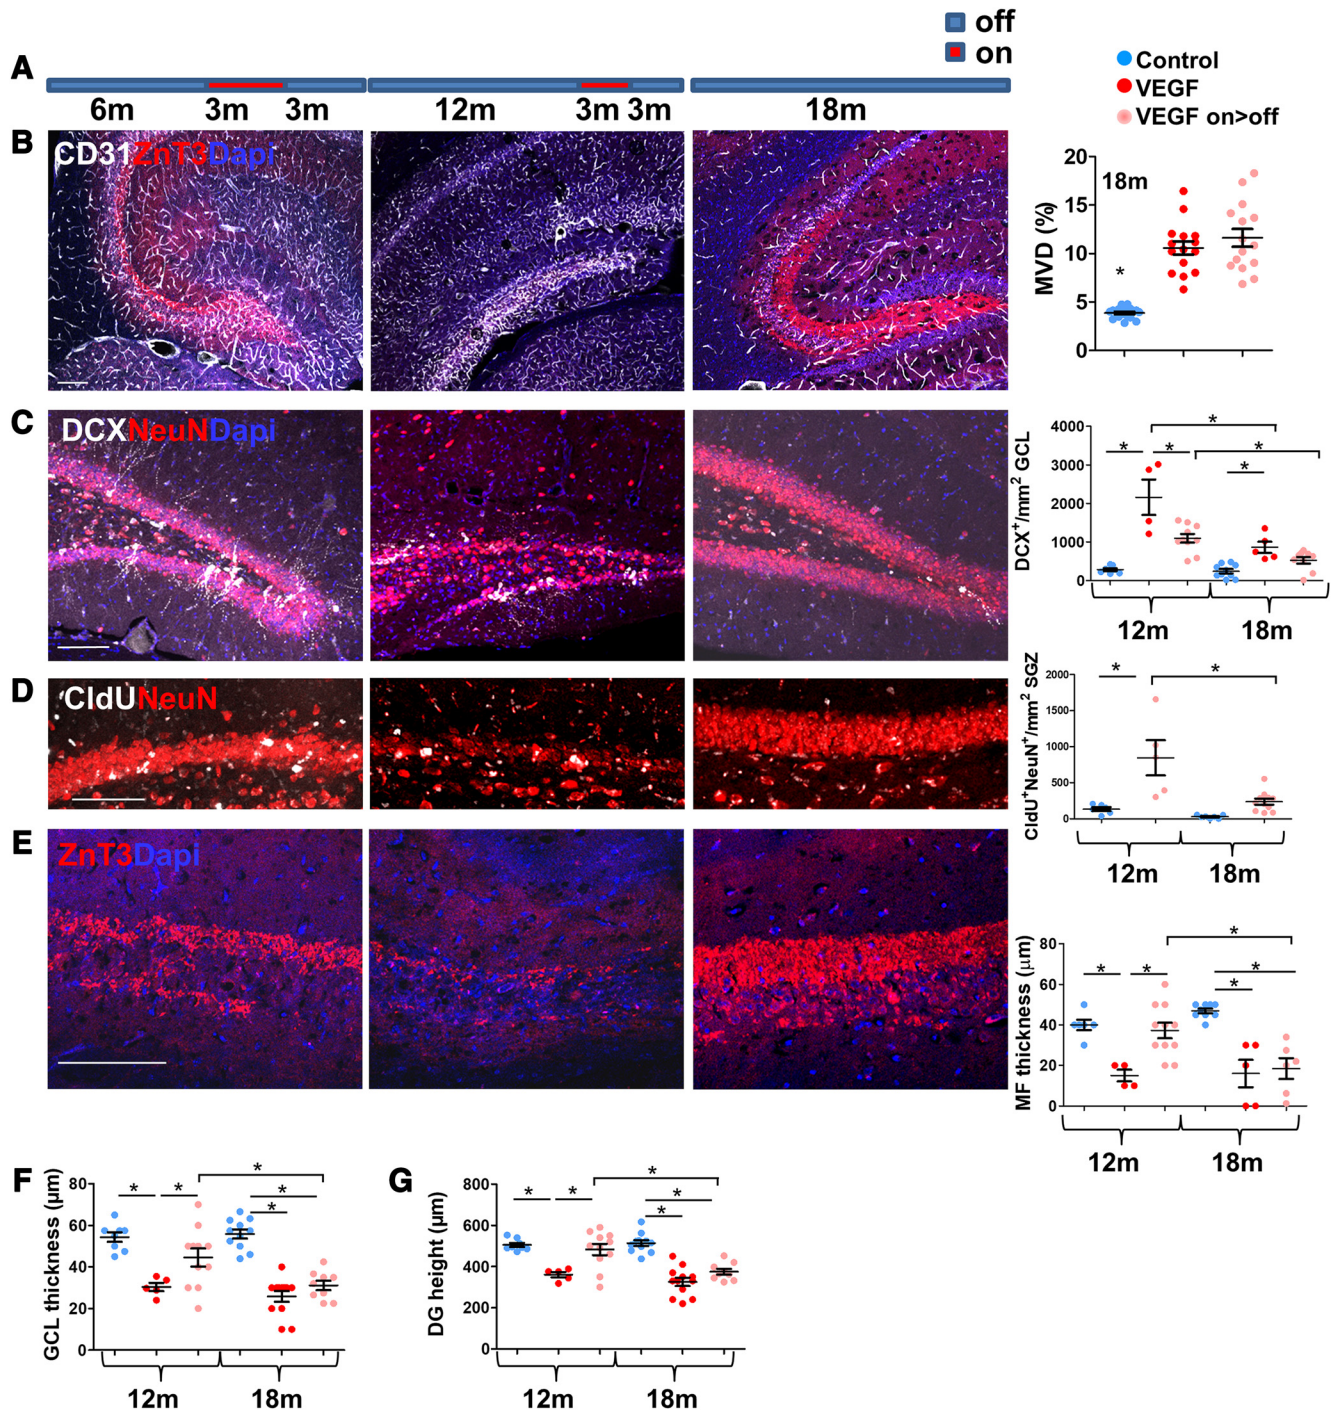 off
on
A
6m 3m 3m 12m 3m 3m 18m
Control
VEGF
VEGF on>off
B
CD31ZnT3Dapi
MVD (%)
18m
*
20
15
10
5
0
C
DCXNeuNDapi
DCX+/mm2 GCL
4000
3000
2000
1000
0
* * * * *
12m 18m
D
CldUNeuN
CldU+NeuN+/mm2 SGZ
2000
1500
1000
500
0
* *
12m 18m
E
ZnT3Dapi
MF thickness (µm)
80
60
40
20
0
* * * * *
12m 18m
F
GCL thickness (µm)
80
60
40
20
0
* * * * *
12m 18m
G
DG height (µm)
800
600
400
200
0
* * * * *
12m 18m